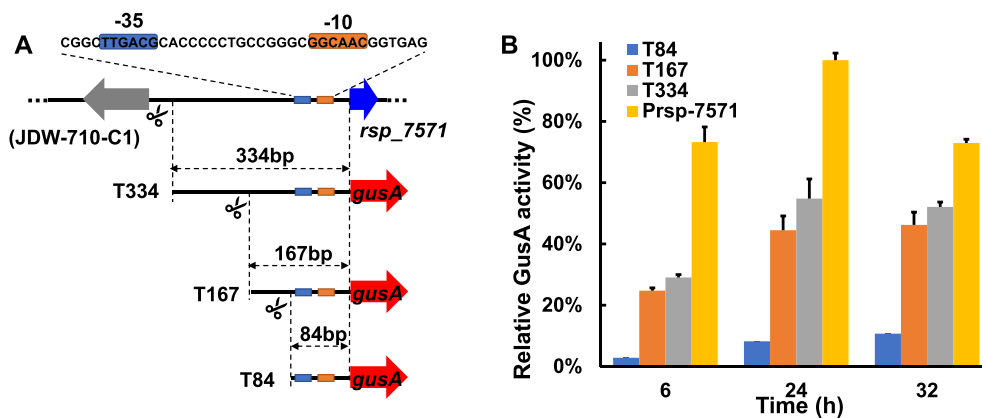 A
-35
-10
CGGCTTGACGCACCCCCTGCCGGGCGGCAACGGTGAG
(JDW-710-C1)
rsp_7571
334bp
T334
gusA
167bp
T167
gusA
84bp
T84
gusA
B
T84
T167
T334
Prsp-7571
Relative GusA activity (%)
100%
80%
60%
40%
20%
0%
6
24
32
Time (h)